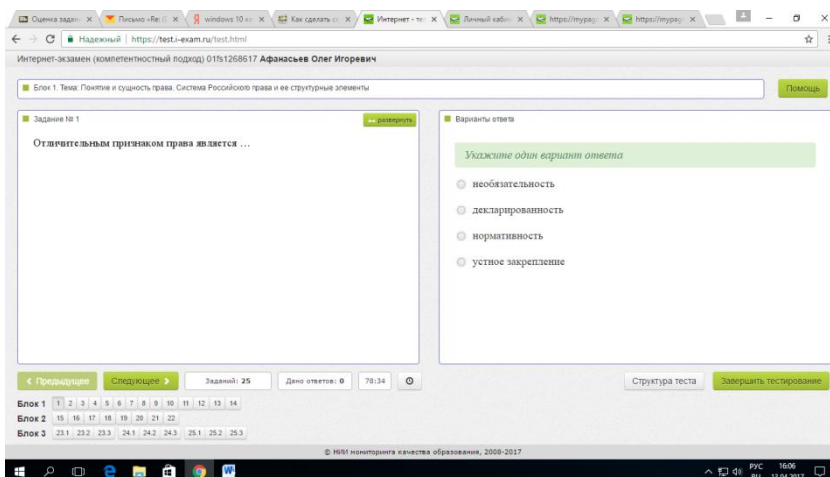 Оценка задан
Письмо «Re: (
windows 10 к
Как сделать с
Интернет - те
Личный кабин
https://mypag
https://mypag
Надежный | https://test.i-exam.ru/test.html
Интернет-экзамен (компетентностный подход) 01fs1268617 Афанасьев Олег Игоревич
Блок 1. Тема: Понятие и сущность права. Система Российского права и ее структурные элементы
Помощь
Задание № 1
развернуть
Отличительным признаком права является …
Варианты ответа
Укажите один вариант ответа
необязательность
декларированность
нормативность
устное закрепление
Предыдущее
Следующее
Заданий: 25
Дано ответов: 0
78:34
Структура теста
Завершить тестирование
Блок 1 1 2 3 4 5 6 7 8 9 10 11 12 13 14
Блок 2 15 16 17 18 19 20 21 22
Блок 3 23.1 23.2 23.3 24.1 24.2 24.3 25.1 25.2 25.3
© НИИ мониторинга качества образования, 2008-2017
РУС 16:06
RU 13.04.2017